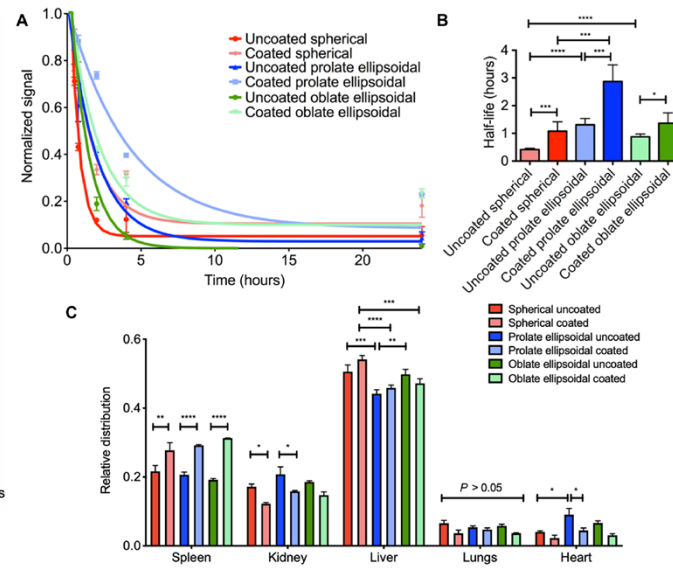 A
Normalized signal
1.0
0.8
0.6
0.4
0.2
0.0
0
5
10
15
20
Time (hours)
Uncoated spherical
Coated spherical
Uncoated prolate ellipsoidal
Coated prolate ellipsoidal
Uncoated oblate ellipsoidal
Coated oblate ellipsoidal
B
Half-life (hours)
4
3
2
1
0
****
***
**** ***
***
*
Uncoated spherical
Coated spherical
Uncoated prolate ellipsoidal
Coated prolate ellipsoidal
Uncoated oblate ellipsoidal
Coated oblate ellipsoidal
C
Spherical uncoated
Spherical coated
Prolate ellipsoidal uncoated
Prolate ellipsoidal coated
Oblate ellipsoidal uncoated
Oblate ellipsoidal coated
Relative distribution
0.6
0.4
0.2
0.0
** **** ****
* *
***
****
*** **
P > 0.05
* *
Spleen Kidney Liver Lungs Heart
s